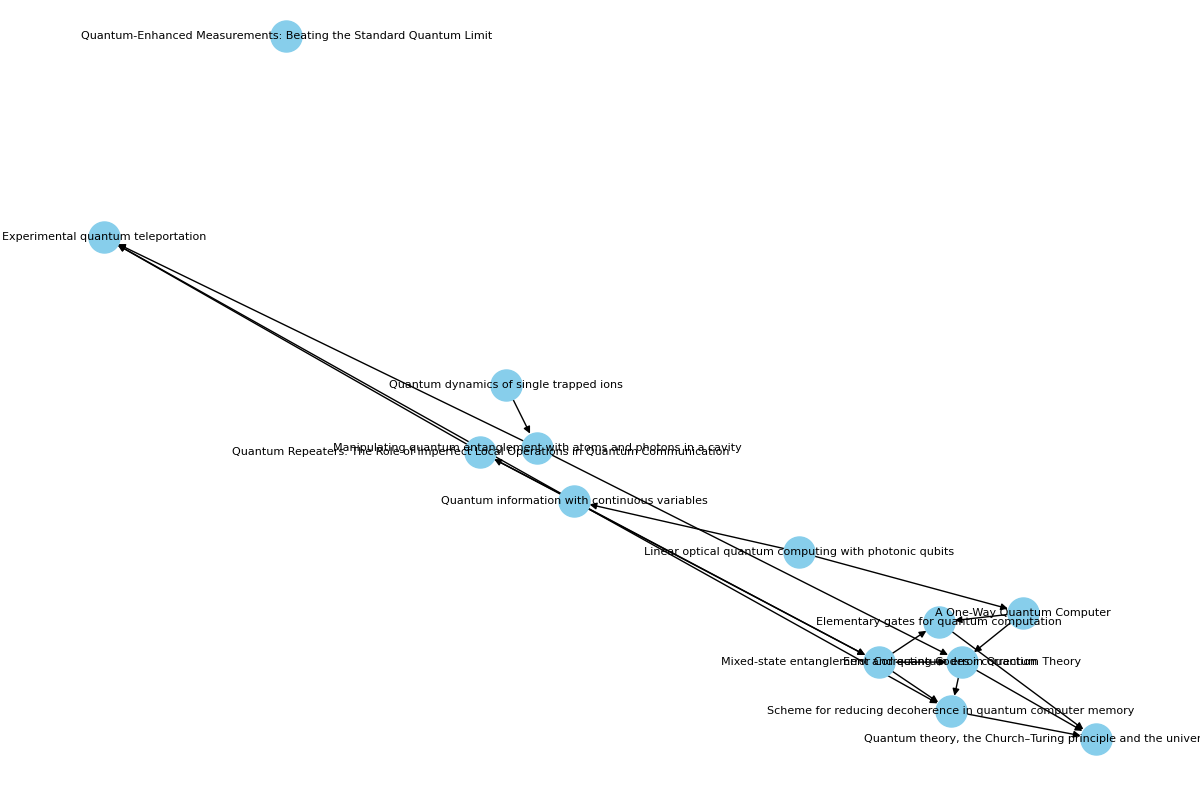 Quantum-Enhanced Measurements: Beating the Standard Quantum Limit
Experimental quantum teleportation
Quantum dynamics of single trapped ions
Manipulating quantum entanglement with atoms and photons in a cavity
Quantum Repeaters: The Role of Imperfect Local Operations in Quantum Communication
Quantum information with continuous variables
Linear optical quantum computing with photonic qubits
A One-Way Quantum Computer
Elementary gates for quantum computation
Mixed-state entanglement and quantum error correction
Error Correcting Codes in Quantum Theory
Scheme for reducing decoherence in quantum computer memory
Quantum theory, the Church–Turing principle and the univer